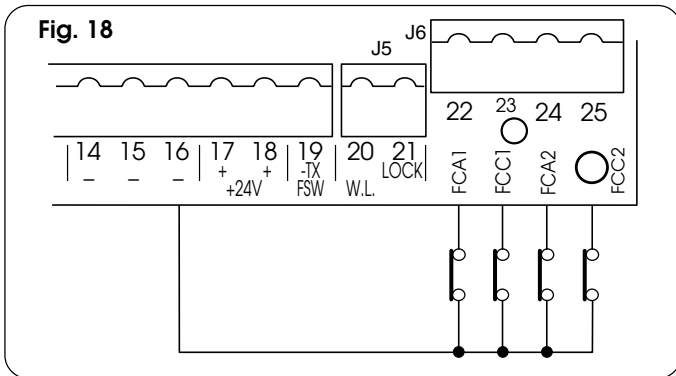 Fig. 18
J6
J5
22 23 24 25
14 15 16 17 18 19 20 21
– – – + + -TX LOCK
+24V FSW W.L.
FCA1 FCC1 FCA2 FCC2